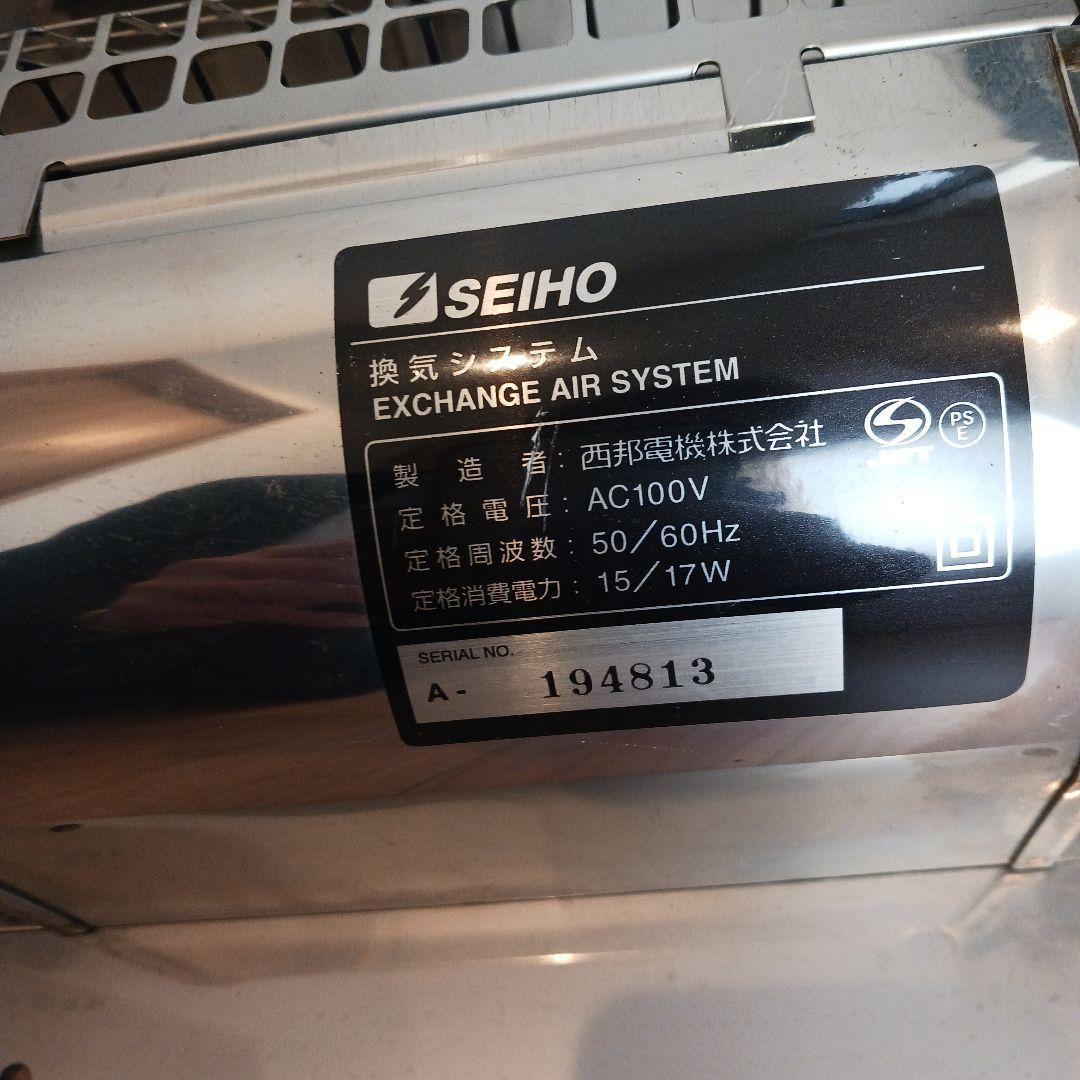 SEIHO
換気システム
EXCHANGE AIR SYSTEM
製造者: 西邦電機株式会社
定格電圧: AC100V
定格周波数: 50/60Hz
定格消費電力: 15/17W
JET
PS
E
SERIAL NO.
A- 194813